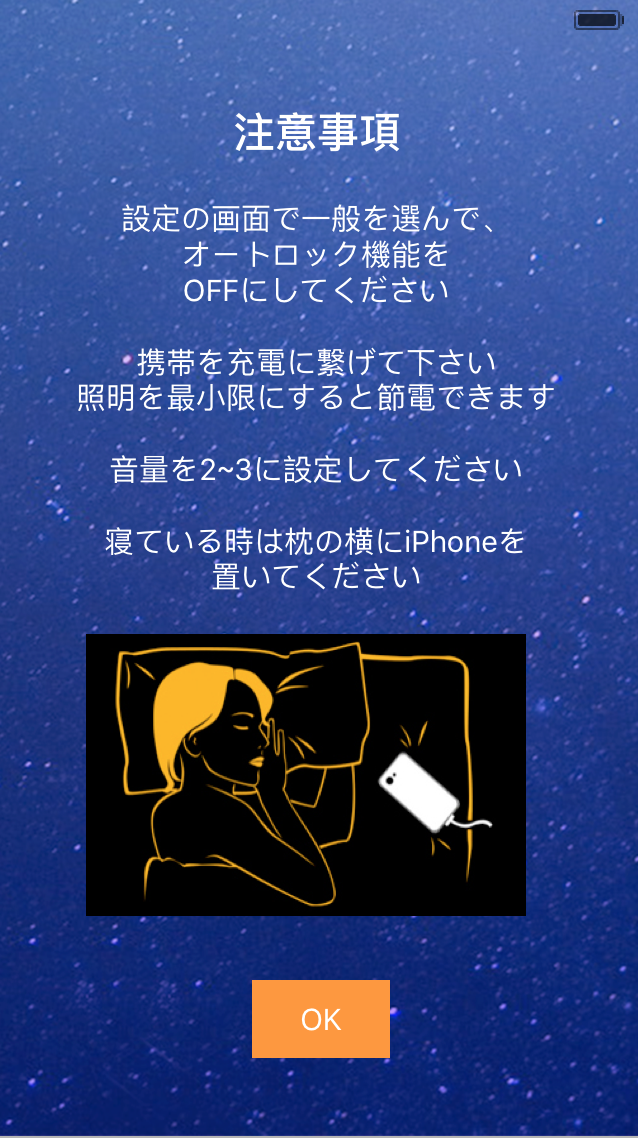 注意事項
設定の画面で一般を選んで、
オートロック機能を
OFFにしてください
携帯を充電に繋げて下さい
照明を最小限にすると節電できます
音量を2~3に設定してください
寝ている時は枕の横にiPhoneを
置いてください
OK